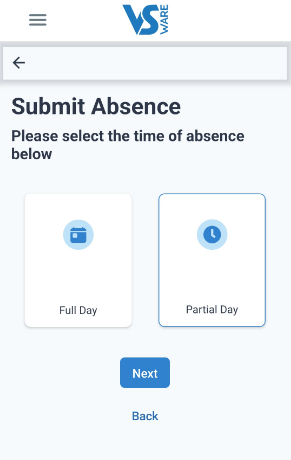 VS WARE
Submit Absence
Please select the time of absence
below
Full Day
Partial Day
Next
Back